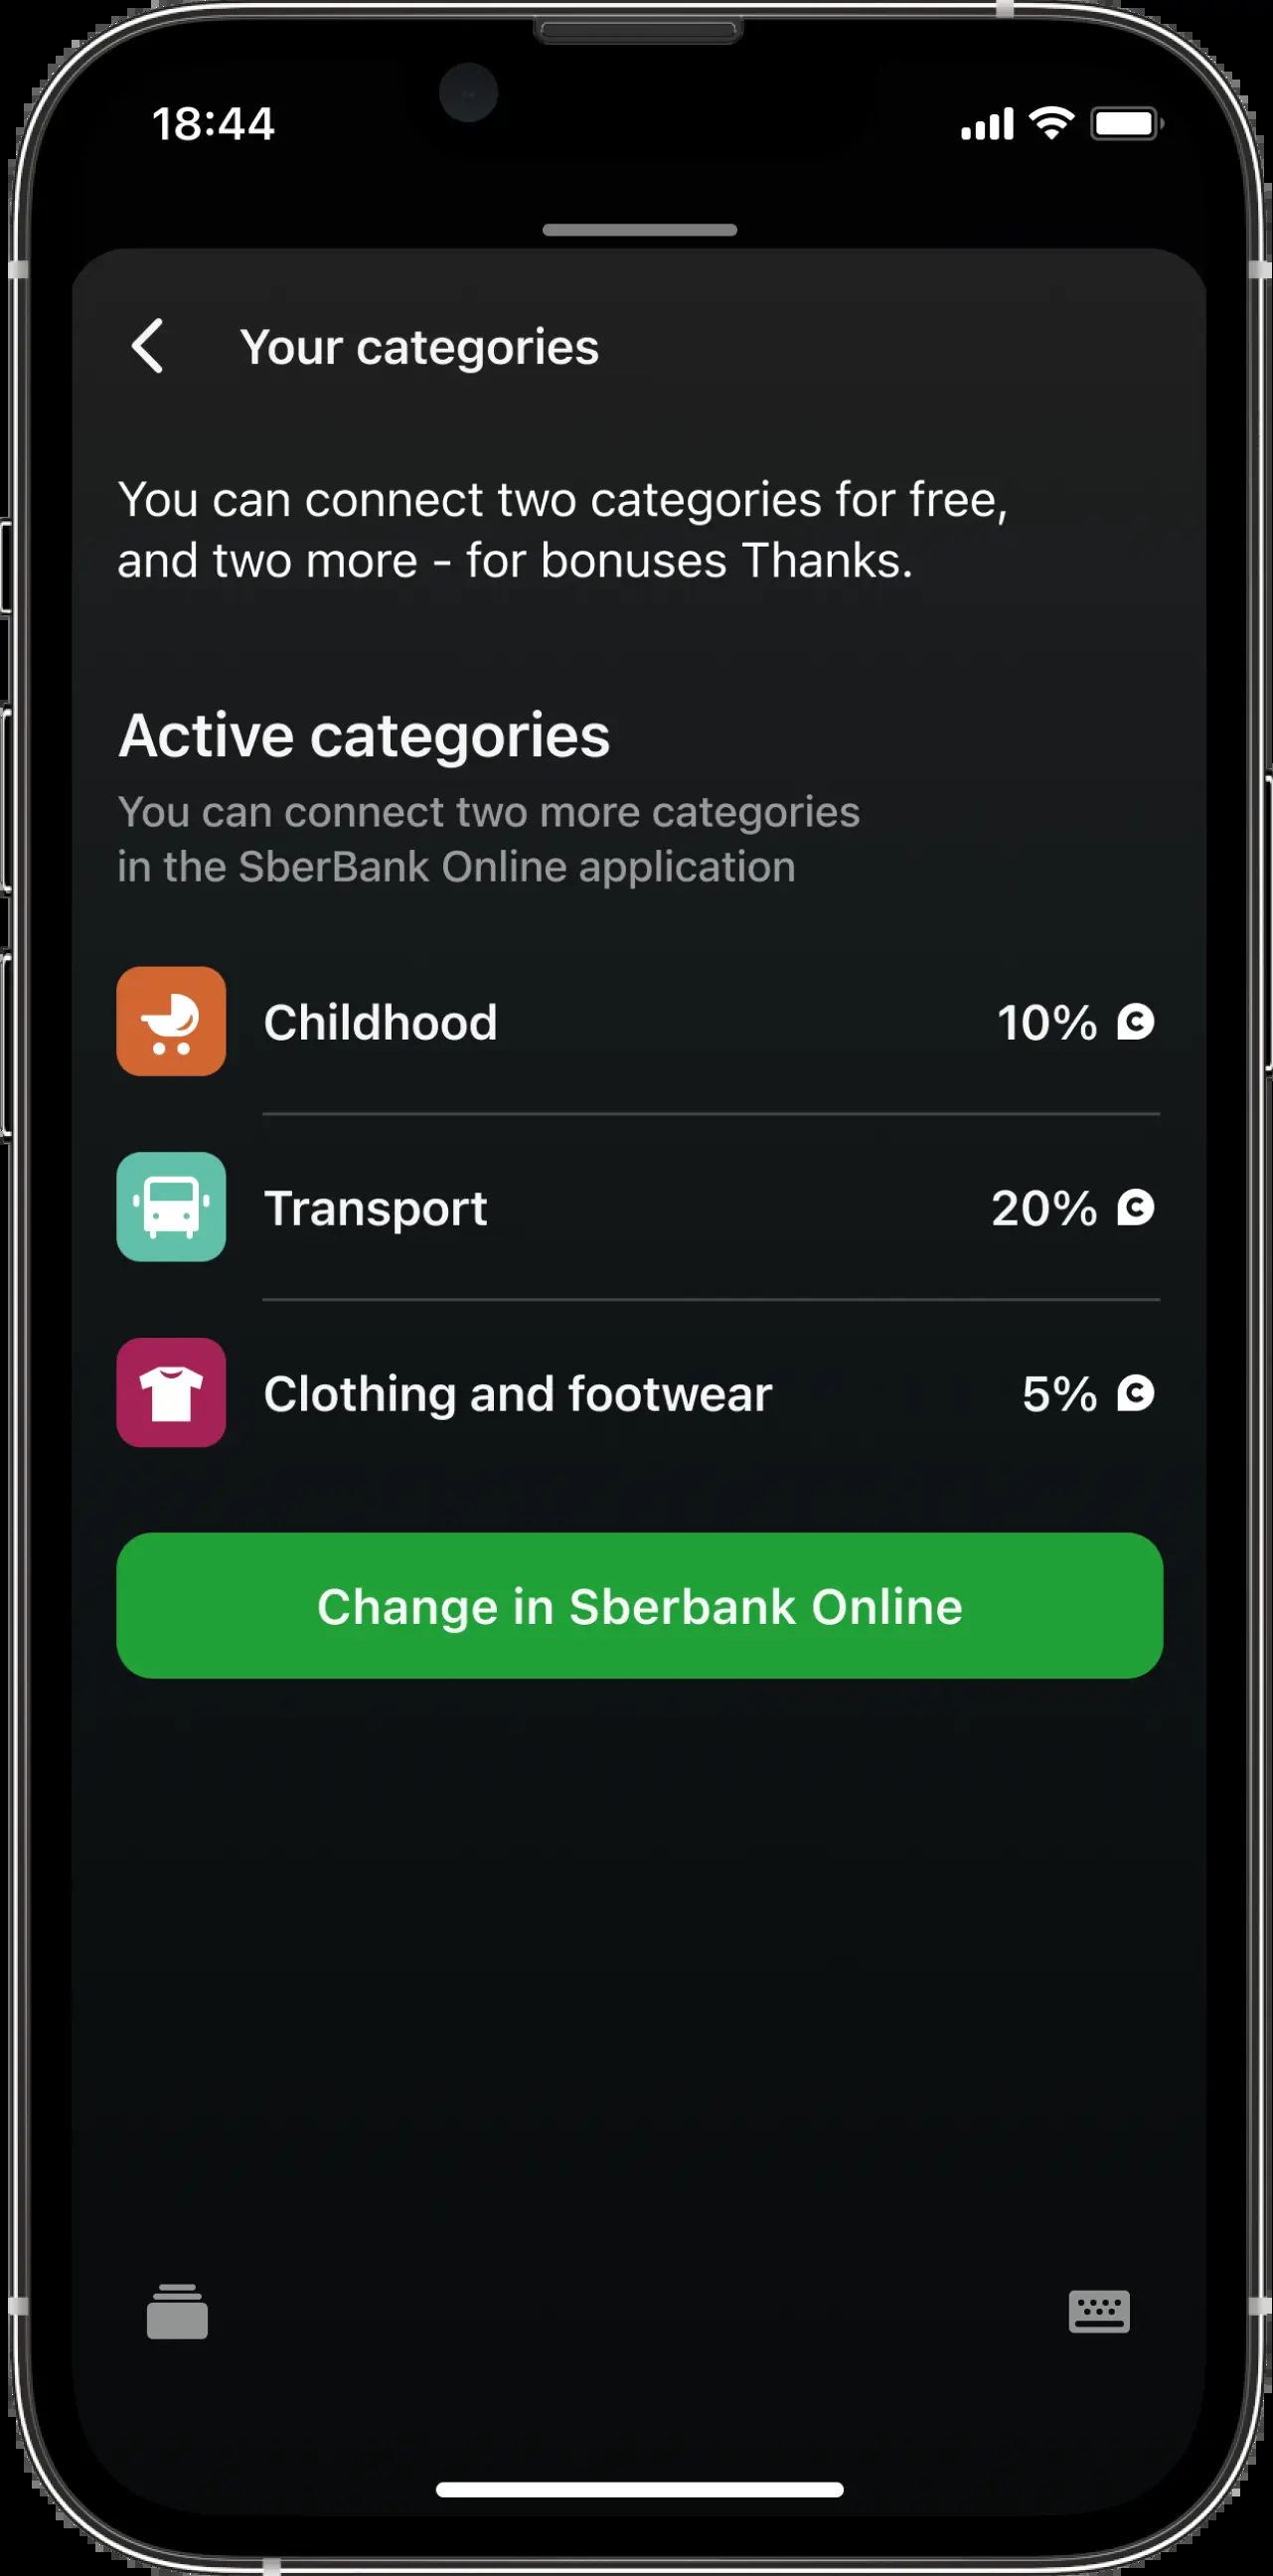 18:44
Your categories
You can connect two categories for free,
and two more - for bonuses Thanks.
Active categories
You can connect two more categories
in the SberBank Online application
Childhood 10%
Transport 20%
Clothing and footwear 5%
Change in Sberbank Online